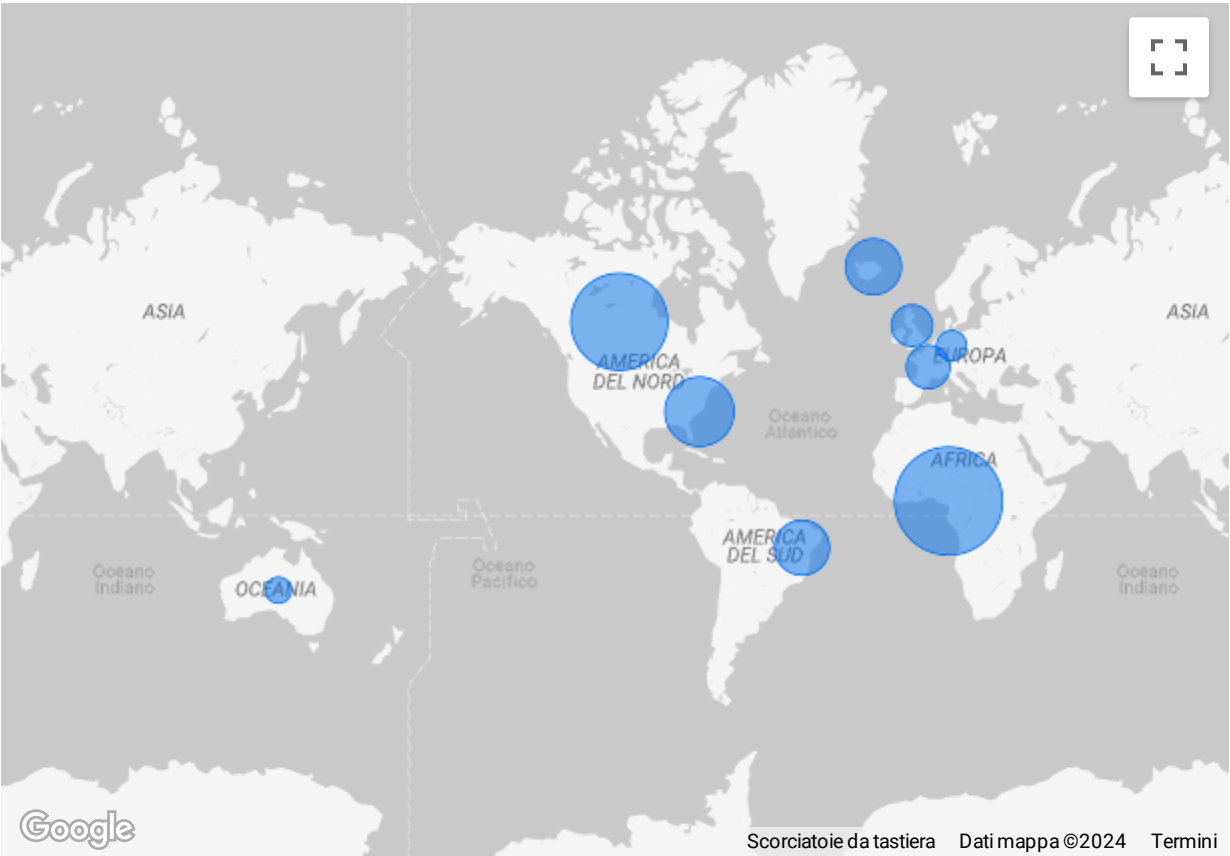 ASIA
ASIA
EUROPA
AMERICA
DEL NORD
Oceano
Atlantico
AFRICA
AMERICA
DEL SUD
Oceano
Indiano
OCEANIA
Oceano
Pacifico
Oceano
Indiano
Google
Scorciatoie da tastiera Dati mappa ©2024 Termini